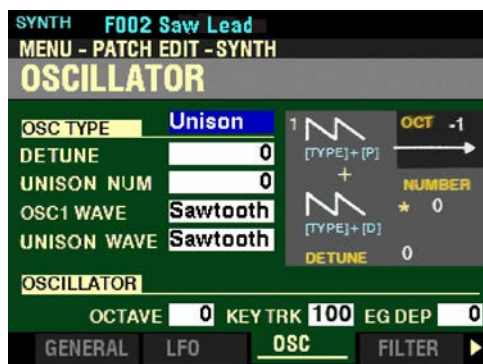 SYNTH F002 Saw Lead
MENU - PATCH EDIT - SYNTH
OSCILLATOR
OSC TYPE Unison
DETUNE 0
UNISON NUM 0
OSC1 WAVE Sawtooth
UNISON WAVE Sawtooth
1 OCT -1
[TYPE]+[P]
+
NUMBER
* 0
[TYPE]+[D]
DETUNE 0
OSCILLATOR
OCTAVE 0 KEY TRK 100 EG DEP 0
GENERAL LFO OSC FILTER